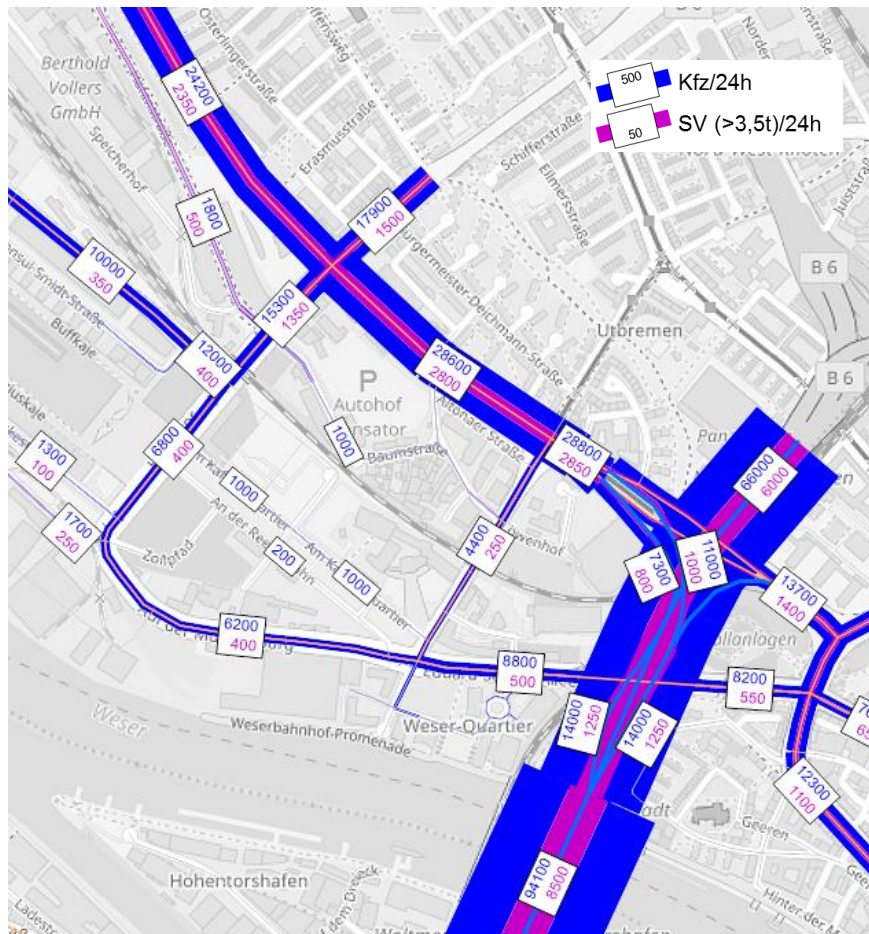 B 6
Osterlingerstraße
Berthold
Vollers
GmbH
24200
2350
500
Kfz/24h
50
SV (>3,5t)/24h
Schifferstraße
Speicherhof
Erasmusstraße
Juiststraß
Ellmersstraße
1800
500
17900
1500
10000
350
B 6
15300
1350
Utbremen
28600
2800
Buffkaje
12000
400
P
Autohof
B 6
Altonaer Straße
1000
28800
2850
66000
6000
Baumstraße
6800
400
1300
100
1000
1700
250
4400
250
11000
1000
7300
800
Zollpfad
200
1000
13700
1400
6200
400
8800
500
8200
550
Weser
Weserbahnhof-Promenade
Weser-Quartier
14000
1250
14000
1250
12300
1100
Geeren
94100
8500
Hohentorshafen